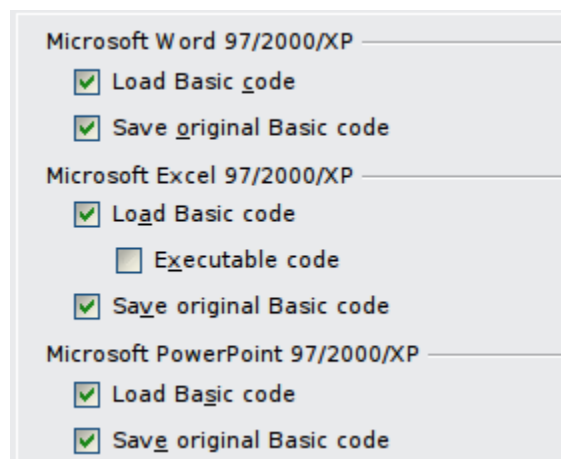 Microsoft Word 97/2000/XP
Load Basic code
Save original Basic code
Microsoft Excel 97/2000/XP
Load Basic code
Executable code
Save original Basic code
Microsoft PowerPoint 97/2000/XP
Load Basic code
Save original Basic code